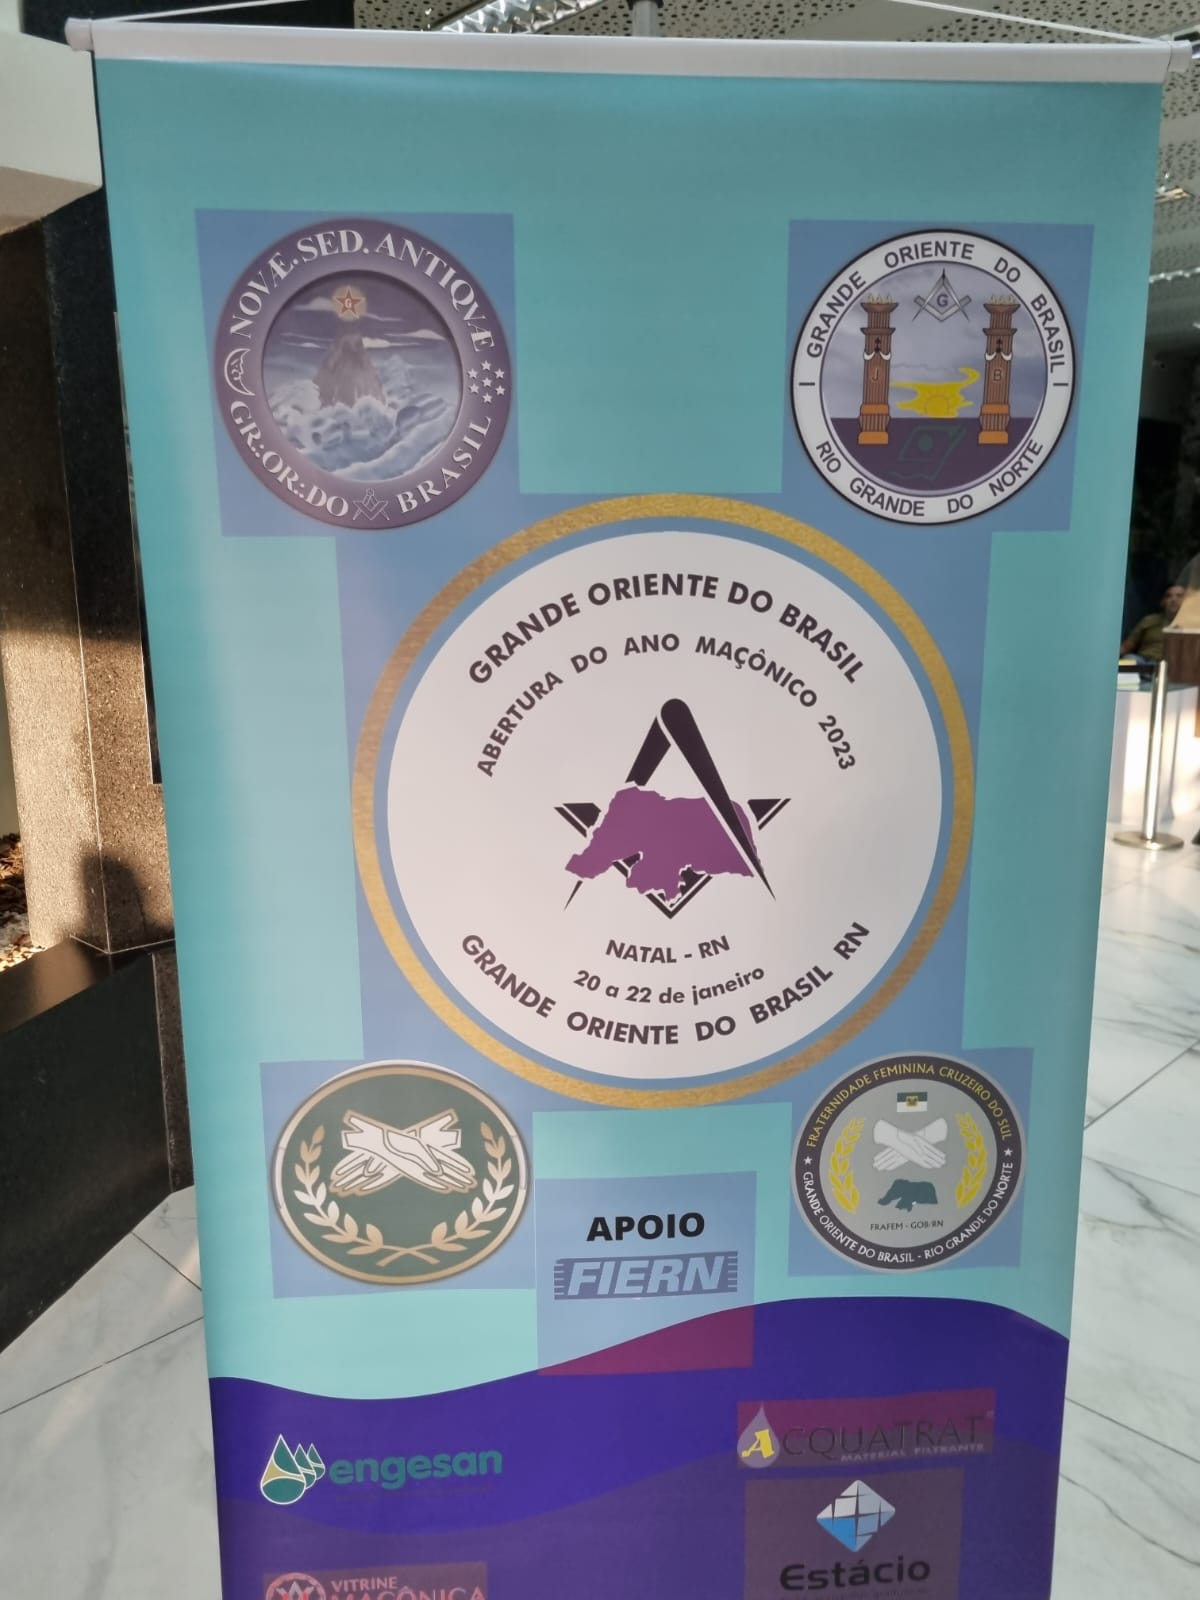 NOVÆ.SED.ANTIQVÆ
GR∴OR∴DO BRASIL
G
GRANDE ORIENTE DO BRASIL
G
J B
RIO GRANDE DO NORTE
GRANDE ORIENTE DO BRASIL
ABERTURA DO ANO MAÇÔNICO 2023
NATAL - RN
20 a 22 de janeiro
GRANDE ORIENTE DO BRASIL RN
FRATERNIDADE FEMININA CRUZEIRO DO SUL
FRAFEM - GOB/RN
GRANDE ORIENTE DO BRASIL - RIO GRANDE DO NORTE
APOIO
FIERN
engesan
ACQUATRAT
MATERIAL FILTRANTE
Estácio
VITRINE
MAÇÔNICA